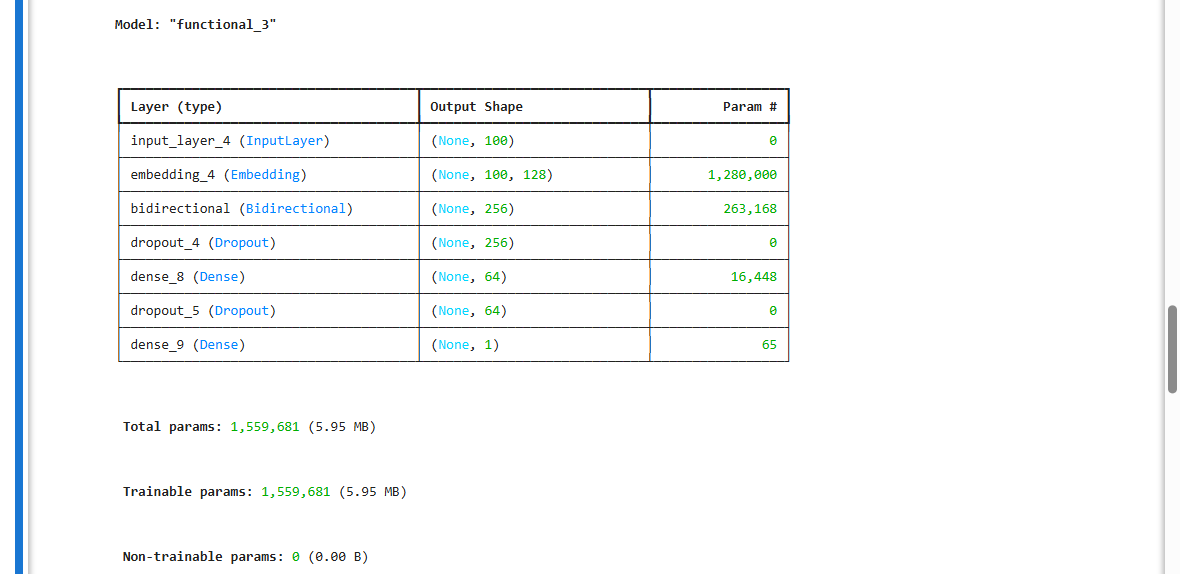 Model: "functional_3"
Layer (type) Output Shape Param #
input_layer_4 (InputLayer) (None, 100) 0
embedding_4 (Embedding) (None, 100, 128) 1,280,000
bidirectional (Bidirectional) (None, 256) 263,168
dropout_4 (Dropout) (None, 256) 0
dense_8 (Dense) (None, 64) 16,448
dropout_5 (Dropout) (None, 64) 0
dense_9 (Dense) (None, 1) 65
Total params: 1,559,681 (5.95 MB)
Trainable params: 1,559,681 (5.95 MB)
Non-trainable params: 0 (0.00 B)